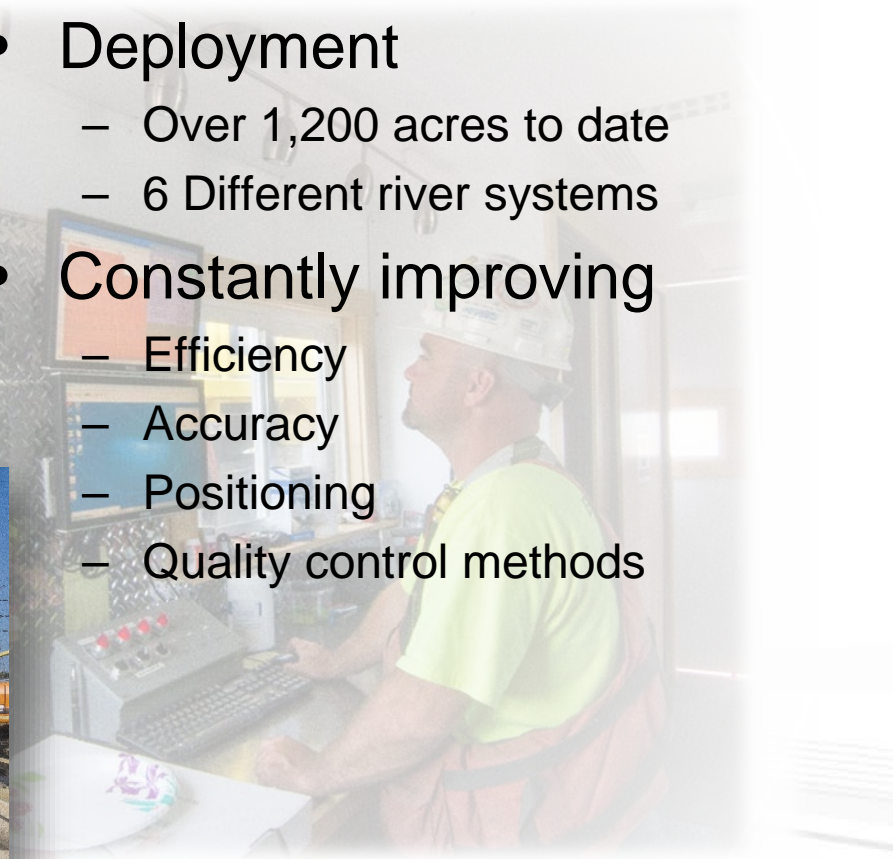 • Deployment
– Over 1,200 acres to date
– 6 Different river systems
• Constantly improving
– Efficiency
– Accuracy
– Positioning
– Quality control methods